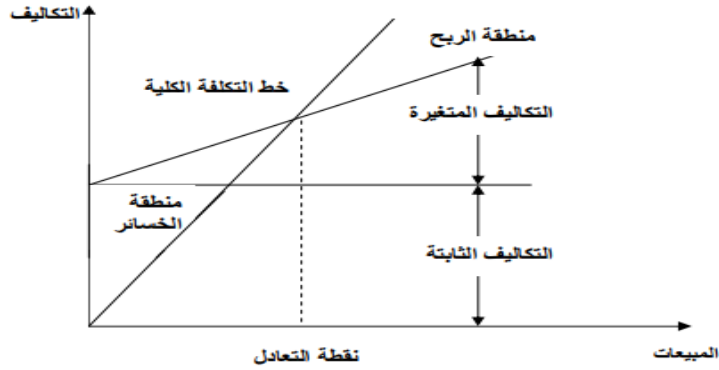 التكاليف
منطقة الربح
خط التكلفة الكلية
التكاليف المتغيرة
منطقة
الخسائر
التكاليف الثابتة
نقطة التعادل
المبيعات